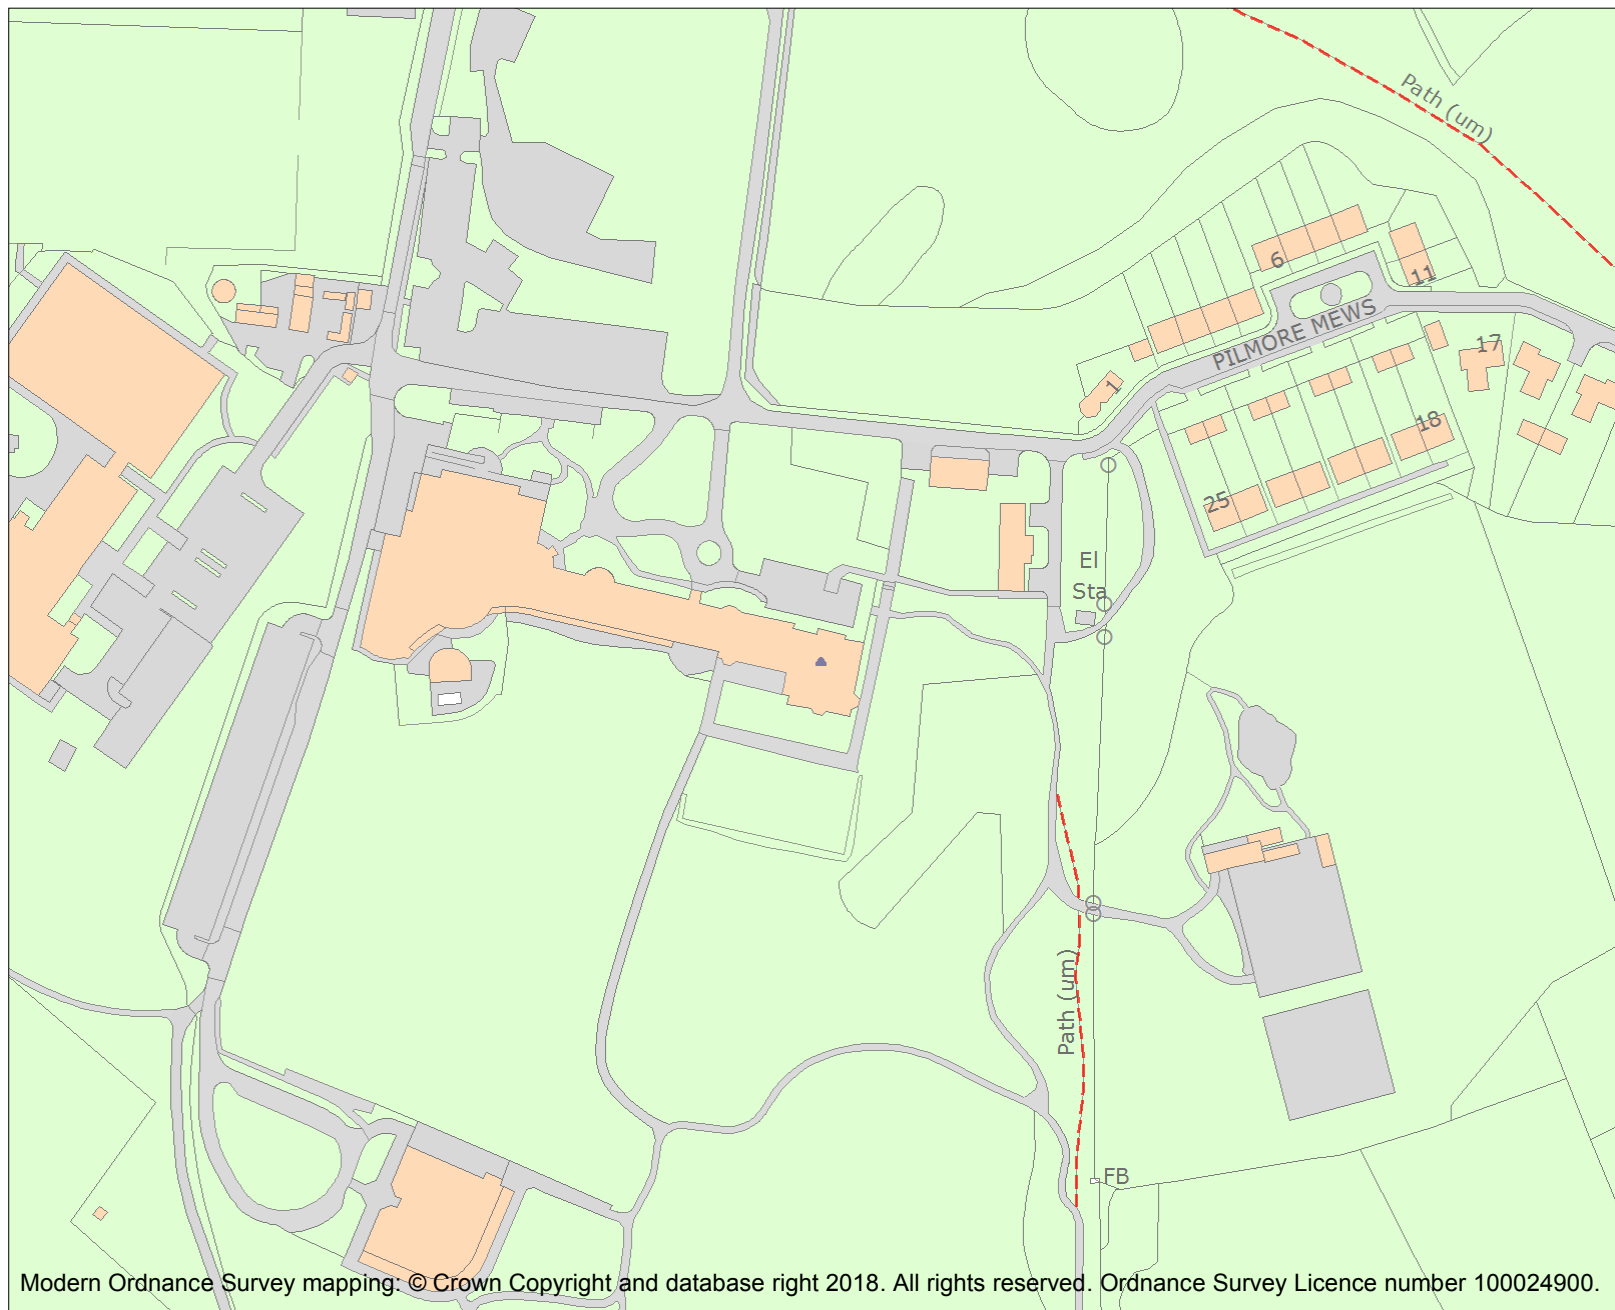 Path (um)
6
11
PILMORE MEWS
17
1
18
25
El
Sta
Path (um)
FB
Modern Ordnance Survey mapping: © Crown Copyright and database right 2018. All rights reserved. Ordnance Survey Licence number 100024900.